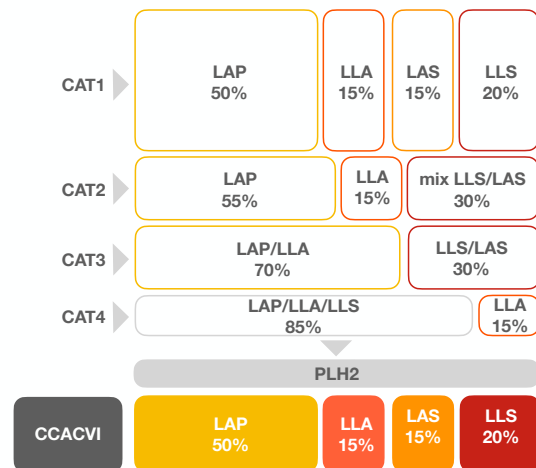 CAT1
LAP
50%
LLA
15%
LAS
15%
LLS
20%
CAT2
LAP
55%
LLA
15%
mix LLS/LAS
30%
CAT3
LAP/LLA
70%
LLS/LAS
30%
CAT4
LAP/LLA/LLS
85%
LLA
15%
PLH2
CCACVI
LAP
50%
LLA
15%
LAS
15%
LLS
20%